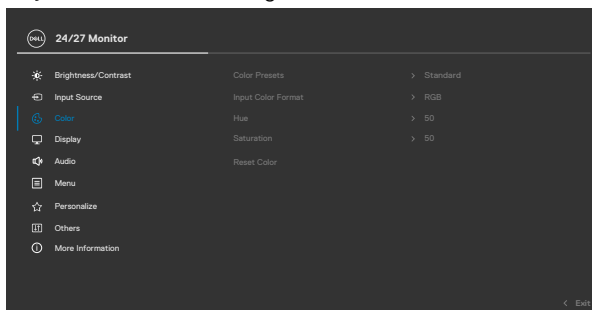 DELL 24/27 Monitor
Brightness/Contrast
Color Presets > Standard
Input Source
Input Color Format > RGB
Color
Hue > 50
Display
Saturation > 50
Audio
Reset Color
Menu
Personalize
Others
More Information
< Exit